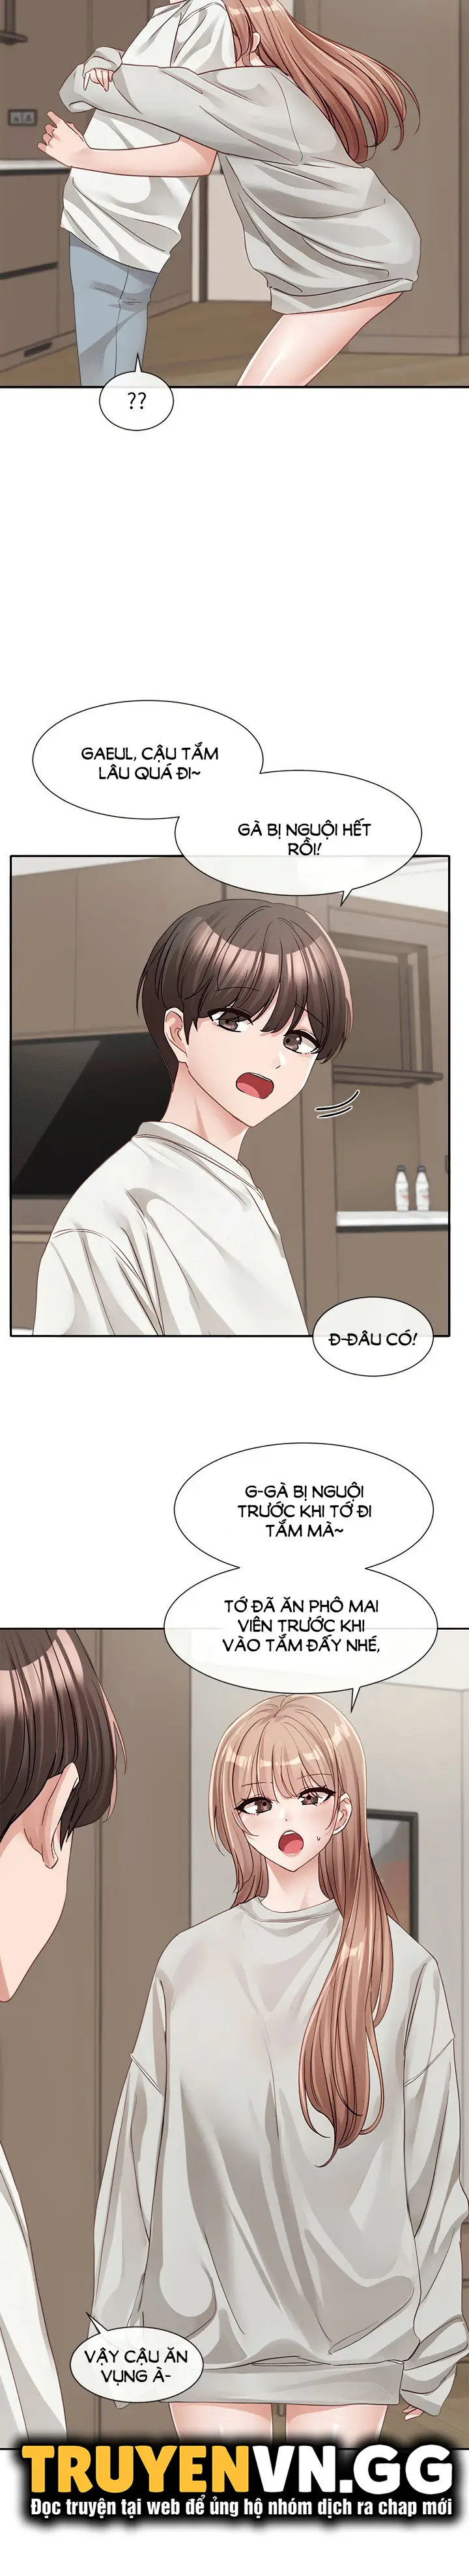 ??
GAEUL, CẬU TẮM
LÂU QUÁ ĐI~
GÀ BỊ NGUỘI HẾT
RỒI!
Đ-ĐÂU CÓ!
G-GÀ BỊ NGUỘI
TRƯỚC KHI TỚ ĐI
TẮM MÀ~
TỚ ĐÃ ĂN PHÔ MAI
VIÊN TRƯỚC KHI
VÀO TẮM ĐẤY NHÉ,
VẬY CẬU ĂN
VỤNG À-
TRUYENVN.GG
Đọc truyện tại web để ủng hộ nhóm dịch ra chap mới